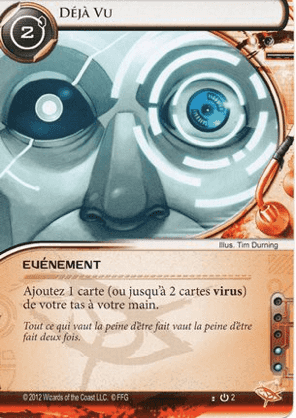 Déjà Vu
2
Illus. Tim Durning
EVÉNEMENT
Ajoutez 1 carte (ou jusqu'à 2 cartes virus)
de votre tas à votre main.
Tout ce qui vaut la peine d'être fait vaut la peine d'être
fait deux fois.
© 2012 Wizards of the Coast LLC. © FFG
2